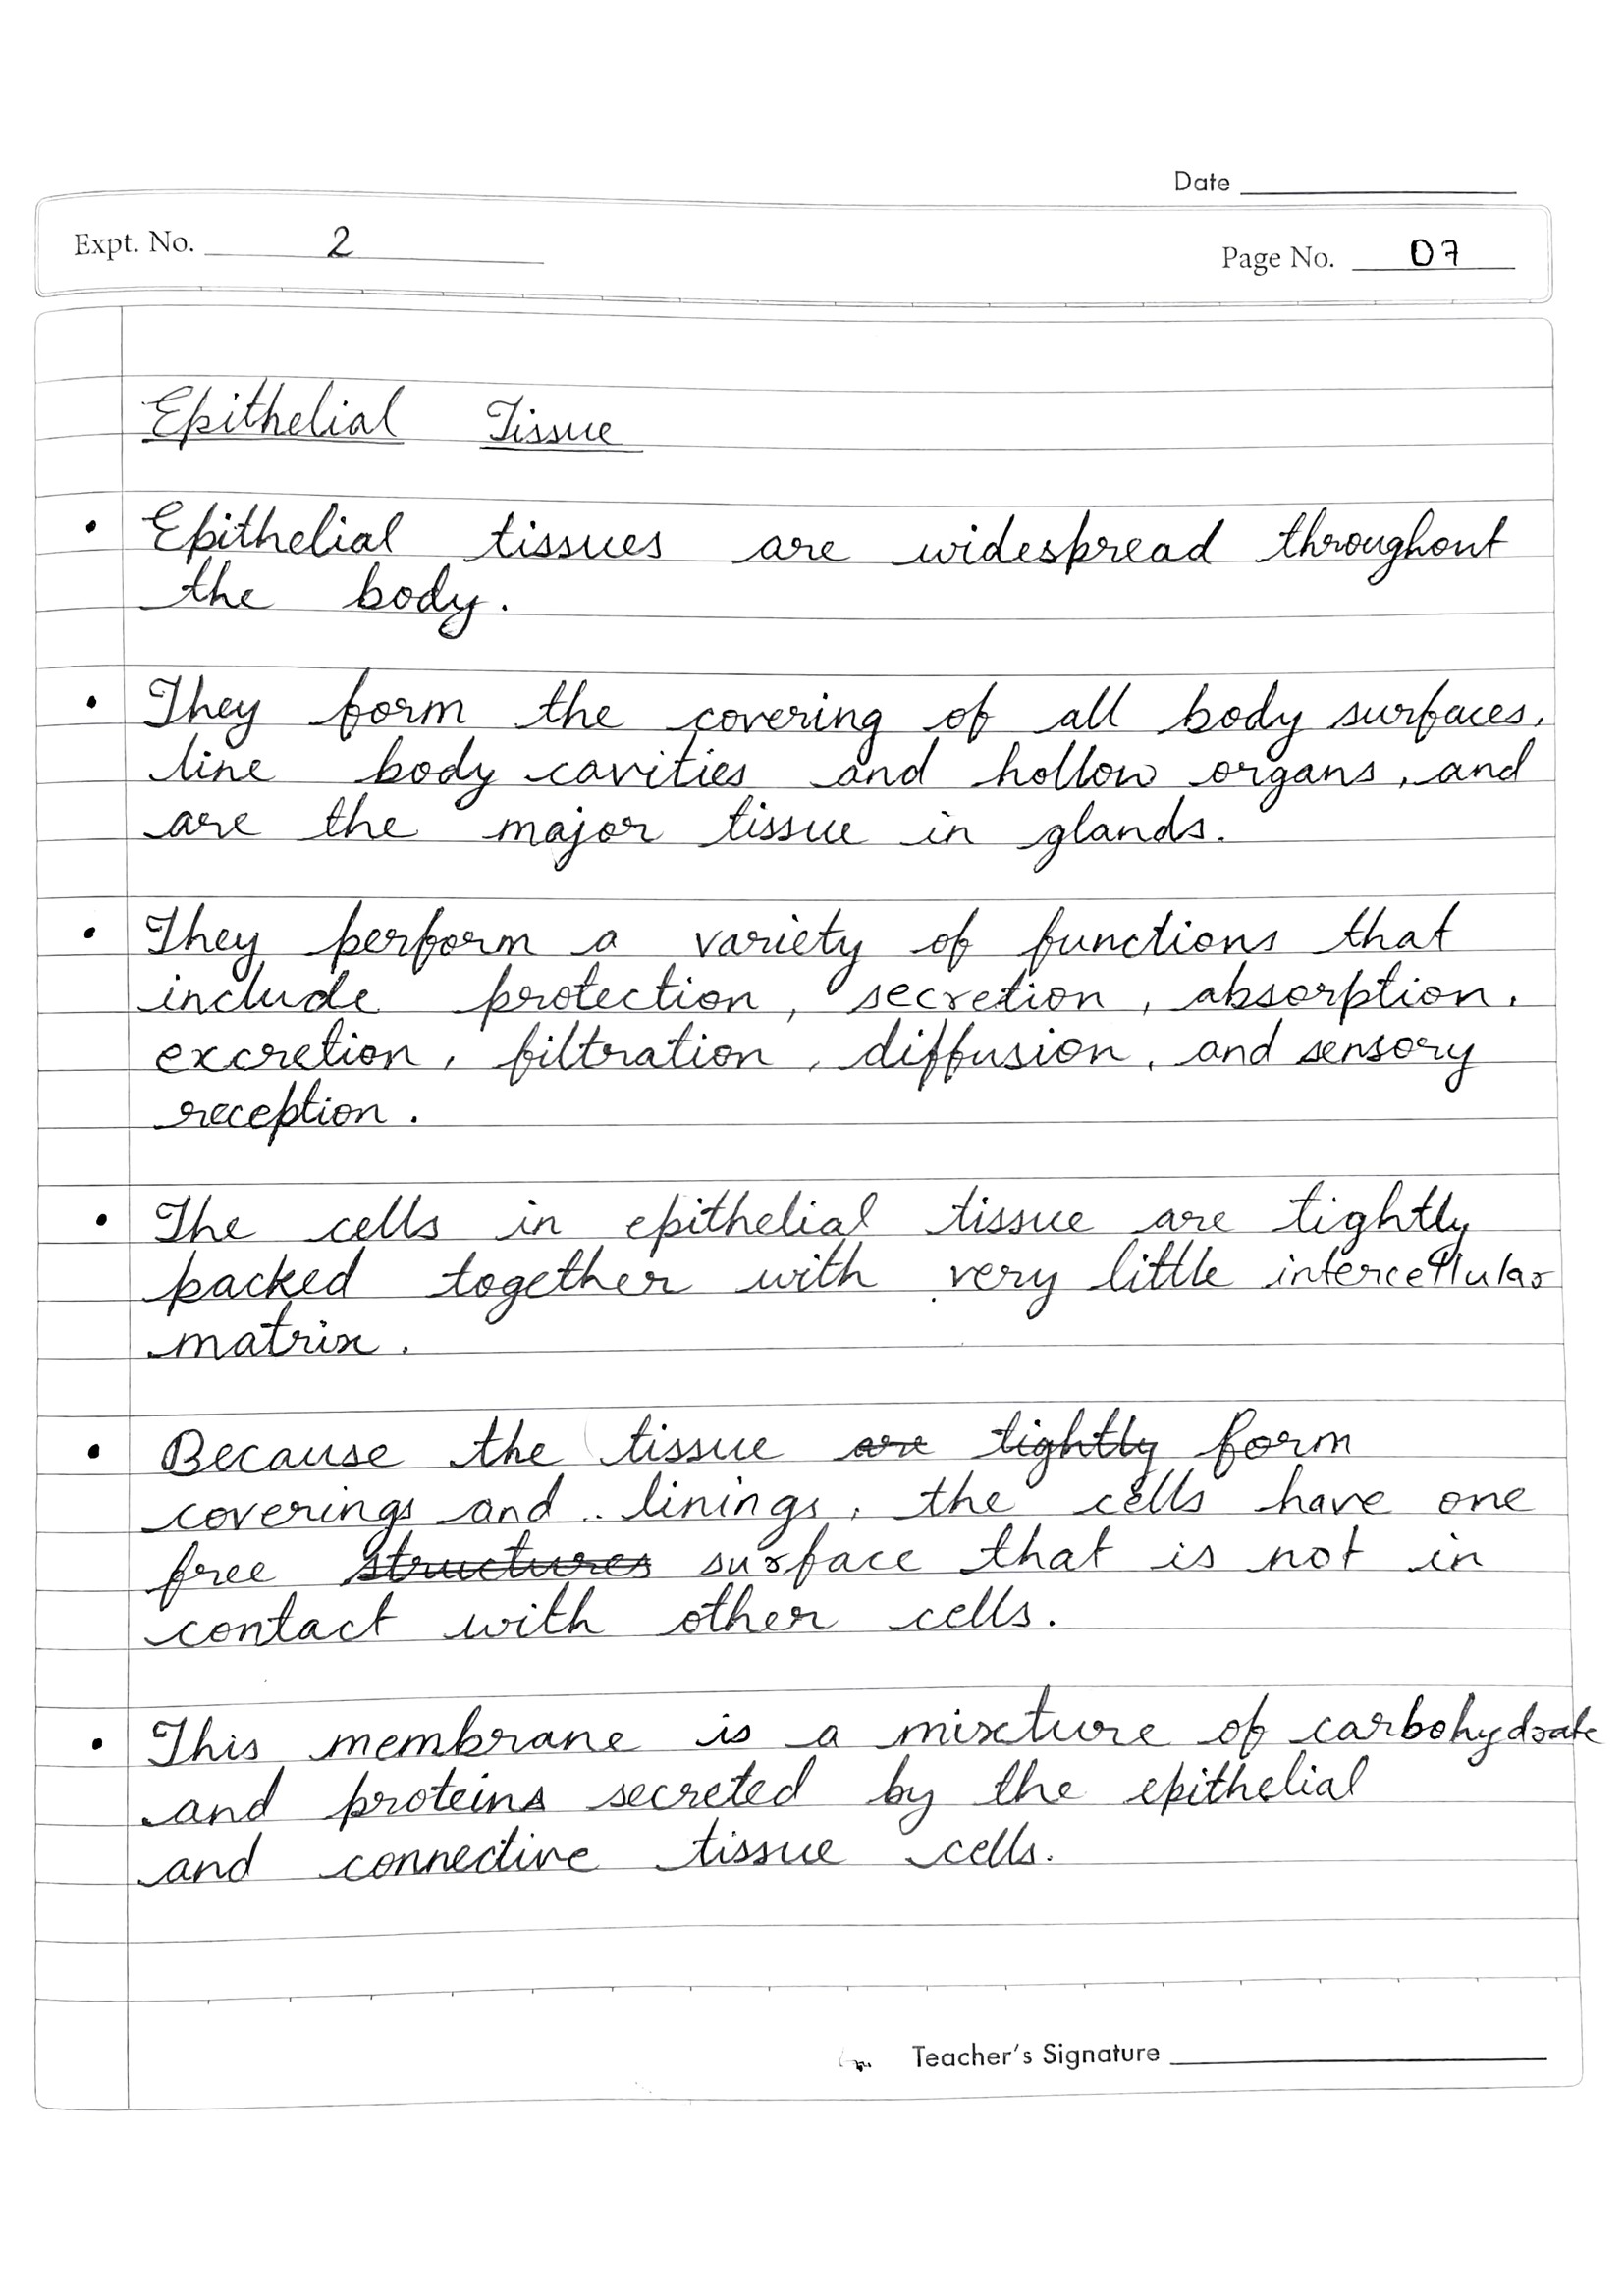 Date
Expt. No. 2
Page No. 07
Epithelial Tissue
• Epithelial tissues are widespread throughout
the body.
• They form the covering of all body surfaces,
line body cavities and hollow organs, and
are the major tissue in glands.
• They perform a variety of functions that
include protection, secretion, absorption,
excretion, filtration, diffusion, and sensory
reception.
• The cells in epithelial tissue are tightly
packed together with very little intercellular
matrix.
• Because the tissue are tightly form
coverings and linings, the cells have one
free structures surface that is not in
contact with other cells.
• This membrane is a mixture of carbohydrate
and proteins secreted by the epithelial
and connective tissue cells.
Teacher's Signature